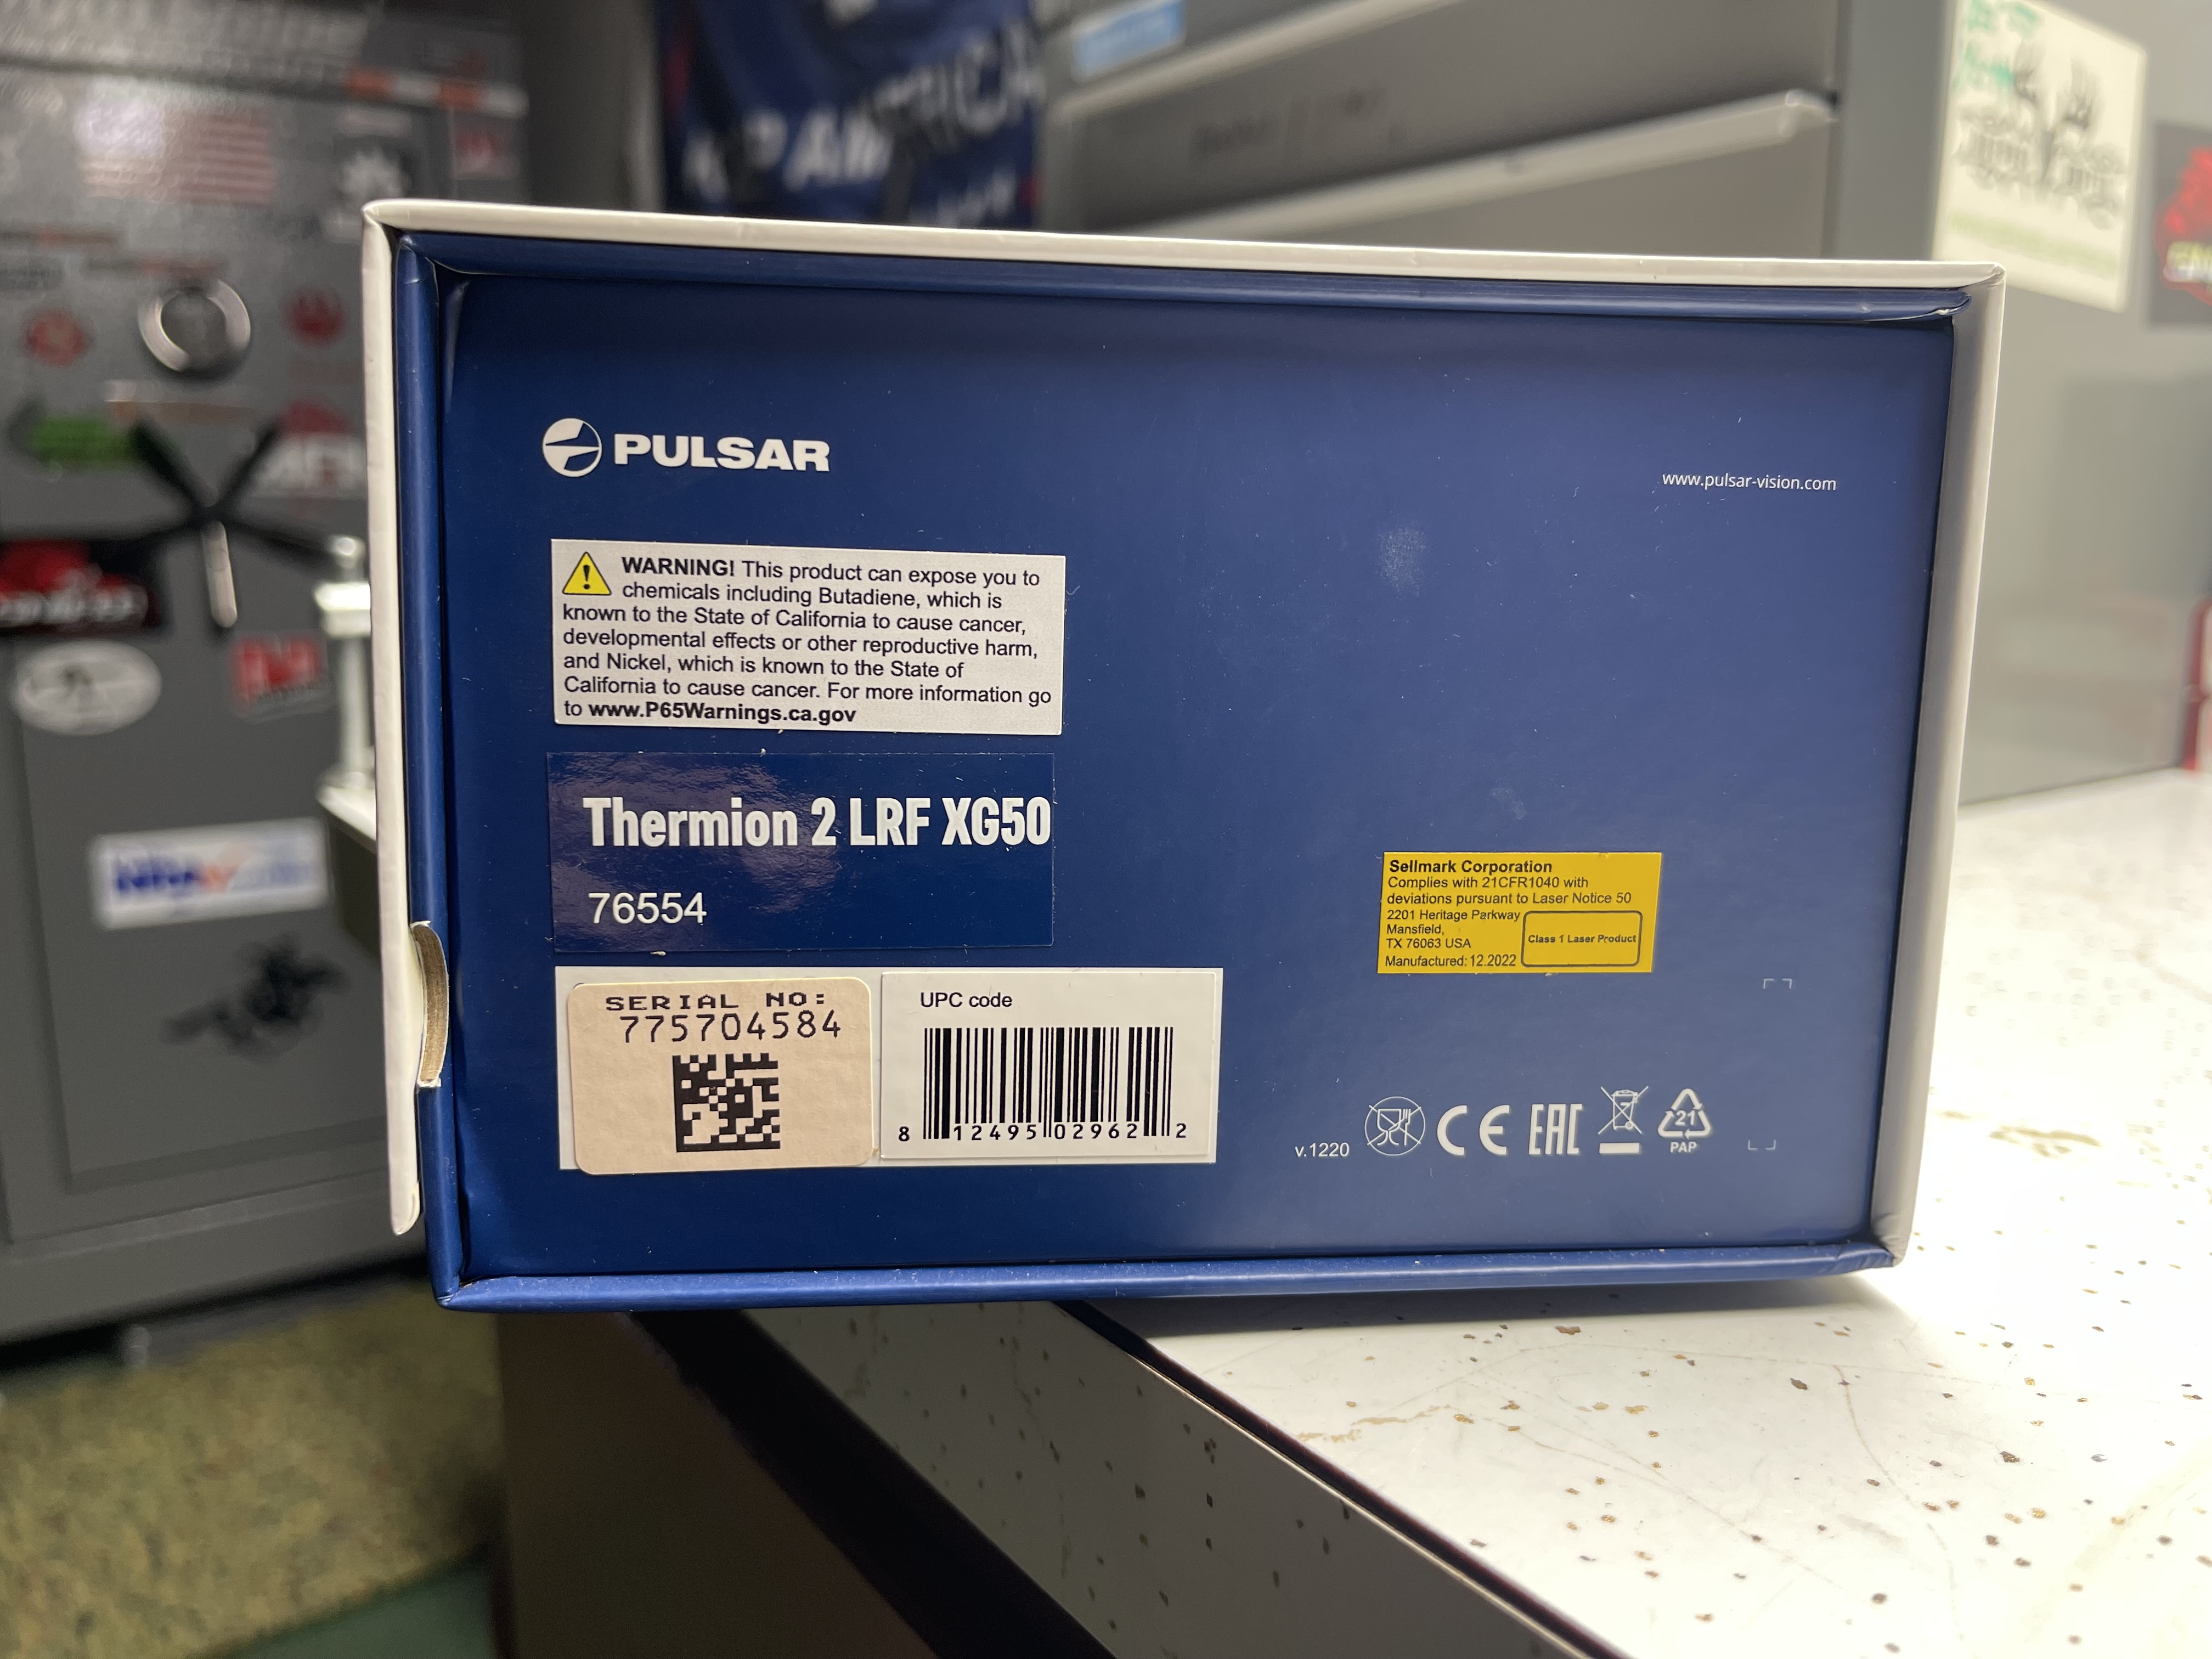 AMERICA
PULSAR
www.pulsar-vision.com
WARNING! This product can expose you to
chemicals including Butadiene, which is
known to the State of California to cause cancer,
developmental effects or other reproductive harm,
and Nickel, which is known to the State of
California to cause cancer. For more information go
to www.P65Warnings.ca.gov
Thermion 2 LRF XG50
76554
Sellmark Corporation
Complies with 21CFR1040 with
deviations pursuant to Laser Notice 50
2201 Heritage Parkway
Mansfield,
TX 76063 USA
Manufactured: 12.2022
Class 1 Laser Product
SERIAL NO:
775704584
UPC code
8 12495 02962 2
v.1220
CE EAC
21
PAP